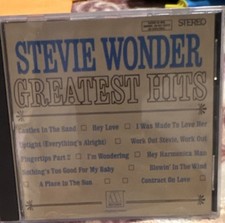 STEREO
STEVIE WONDER
GREATEST HITS
Castles In The Sand □ Hey Love □ I Was Made To Love Her
Uptight (Everything's Alright) □ Work Out Stevie, Work Out
Fingertips Part 2 □ I'm Wondering □ Hey Harmonica Man
Nothing's Too Good For My Baby □ Blowin' In The Wind
A Place In The Sun □ Contract On Love